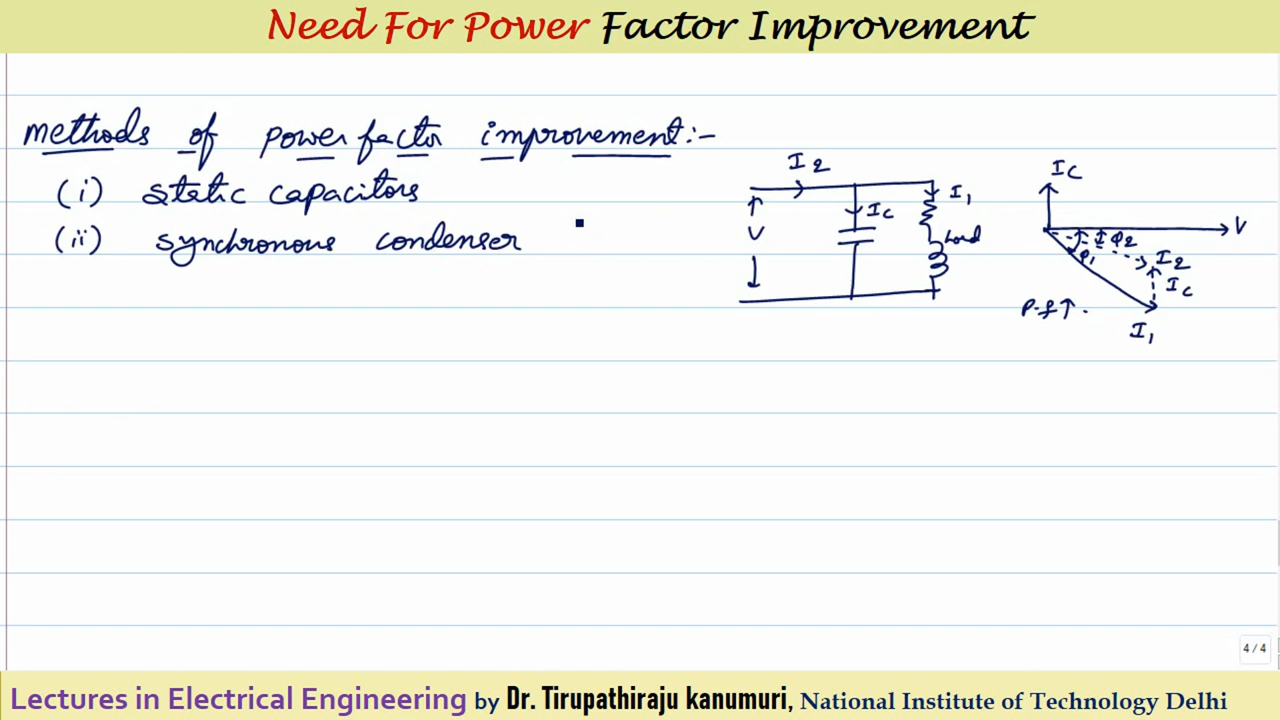 Need For Power Factor Improvement
methods of power factor improvement:-
(i) static capacitors
(ii) synchronous condenser
I2
V
IC
I1
Load
IC
V
φ2
φ1
I2
IC
I1
P.f↑.
4 / 4
Lectures in Electrical Engineering by Dr. Tirupathiraju kanumuri, National Institute of Technology Delhi